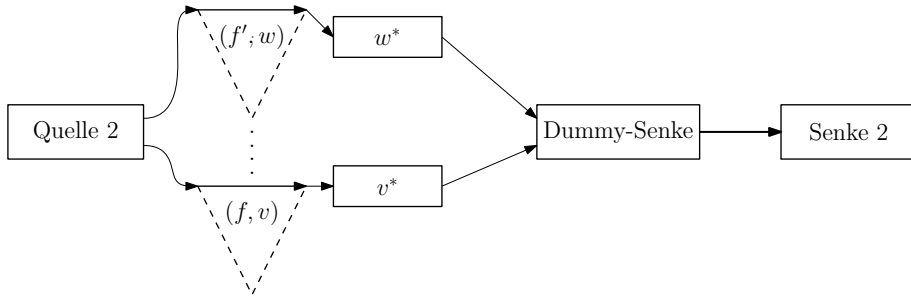 (f′, w)
w*
Quelle 2
Dummy-Senke
Senke 2
(f, v)
v*